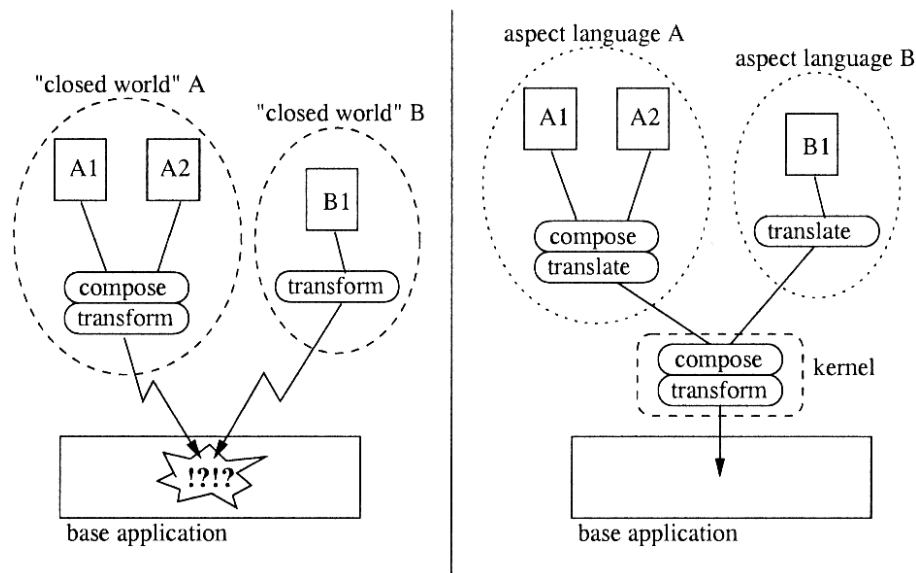 "closed world" A
"closed world" B
A1
A2
B1
compose
transform
transform
!?!?
base application
aspect language A
aspect language B
A1
A2
B1
compose
translate
translate
compose
transform
kernel
base application